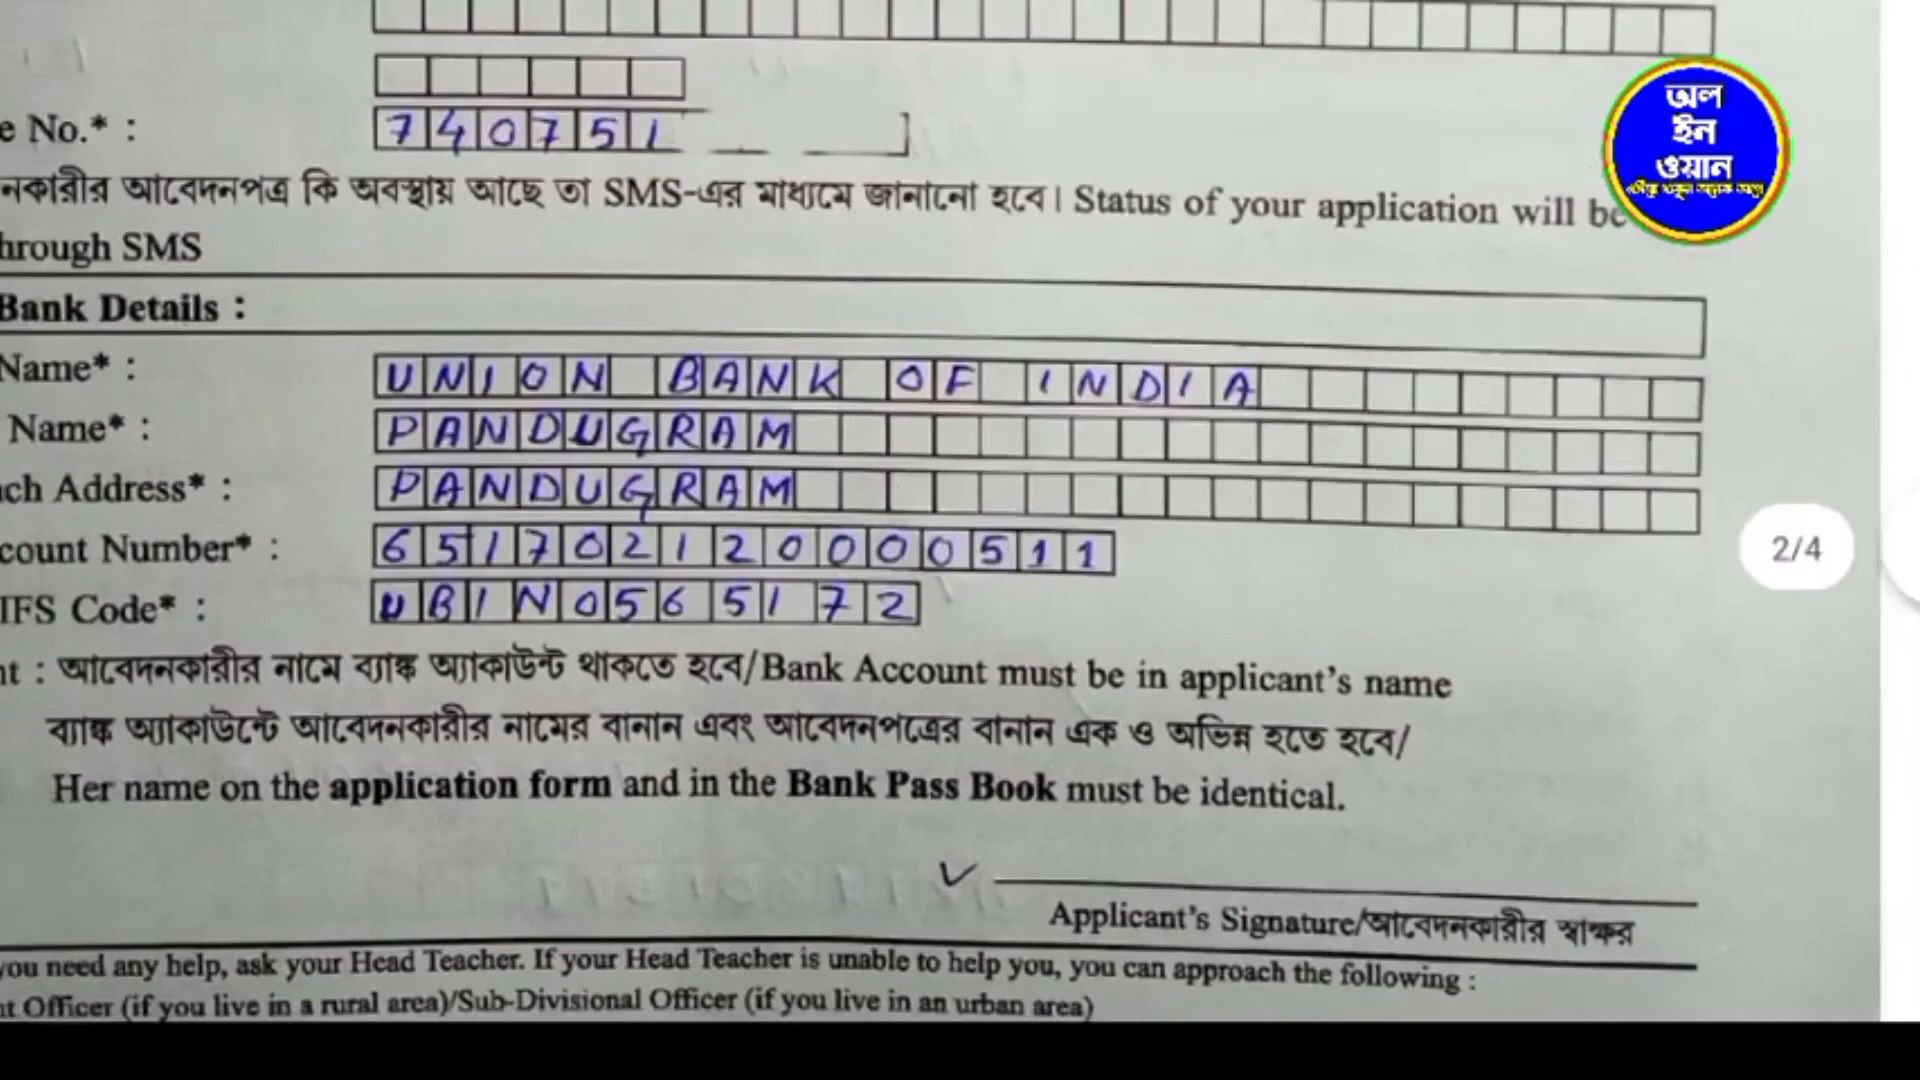 e No.* : 740751
নকারীর আবেদনপত্র কি অবস্থায় আছে তা SMS-এর মাধ্যমে জানানো হবে। Status of your application will be
hrough SMS
অল
ইন
ওয়ান
Bank Details :
Name* : UNION BANK OF INDIA
Name* : PANDUGRAM
ch Address* : PANDUGRAM
count Number* : 651702120000511
IFS Code* : UBIN0565172
2/4
nt : আবেদনকারীর নামে ব্যাঙ্ক অ্যাকাউন্ট থাকতে হবে/Bank Account must be in applicant's name
ব্যাঙ্ক অ্যাকাউন্টে আবেদনকারীর নামের বানান এবং আবেদনপত্রের বানান এক ও অভিন্ন হতে হবে/
Her name on the application form and in the Bank Pass Book must be identical.
Applicant's Signature/আবেদনকারীর স্বাক্ষর
you need any help, ask your Head Teacher. If your Head Teacher is unable to help you, you can approach the following :
nt Officer (if you live in a rural area)/Sub-Divisional Officer (if you live in an urban area)